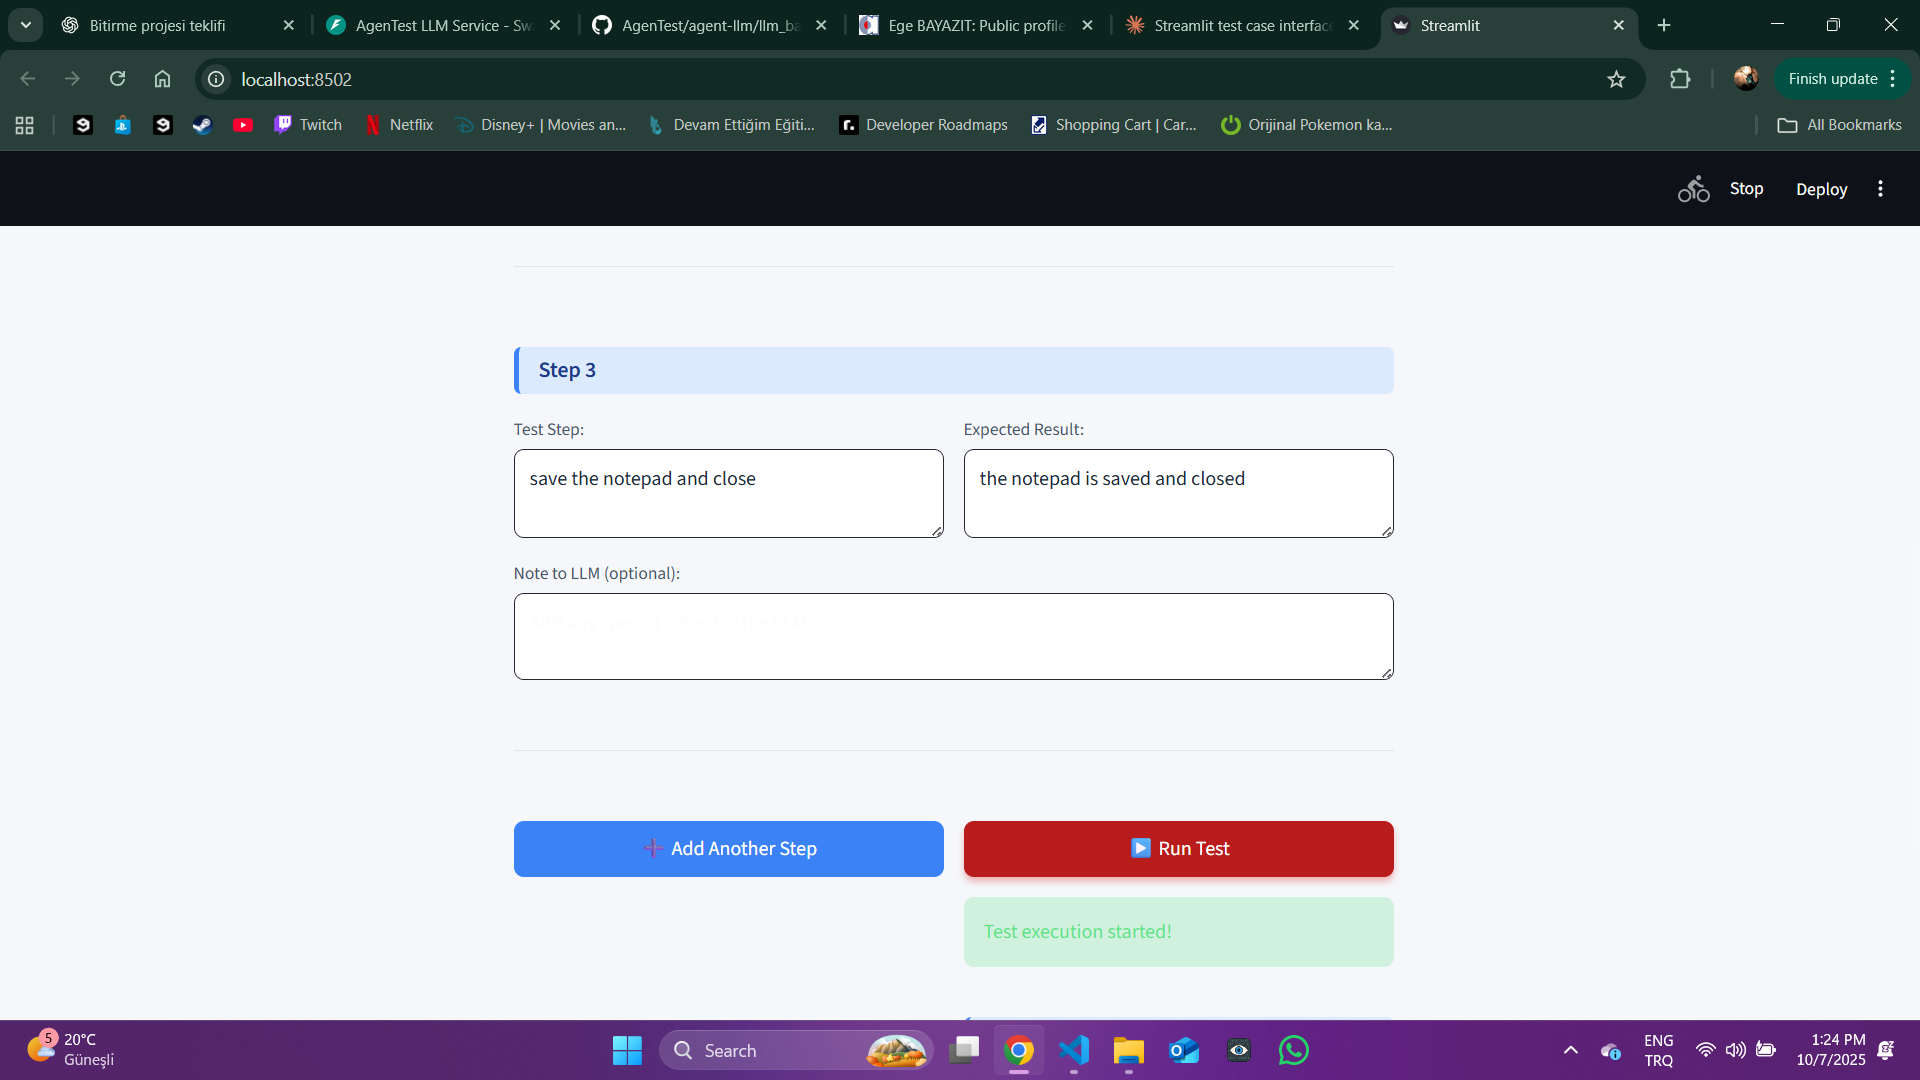 Bitirme projesi teklifi
AgenTest LLM Service - Sw
AgenTest/agent-llm/llm_ba
Ege BAYAZIT: Public profile
Streamlit test case interface
Streamlit
localhost:8502
Finish update
Twitch
Netflix
Disney+ | Movies an...
Devam Ettiğim Eğiti...
Developer Roadmaps
Shopping Cart | Car...
Orijinal Pokemon ka...
All Bookmarks
Stop
Deploy
Step 3
Test Step:
Expected Result:
save the notepad and close
the notepad is saved and closed
Note to LLM (optional):
Add any special notes for the LLM...
Add Another Step
Run Test
Test execution started!
5
20°C
Güneşli
Search
ENG
TRQ
1:24 PM
10/7/2025